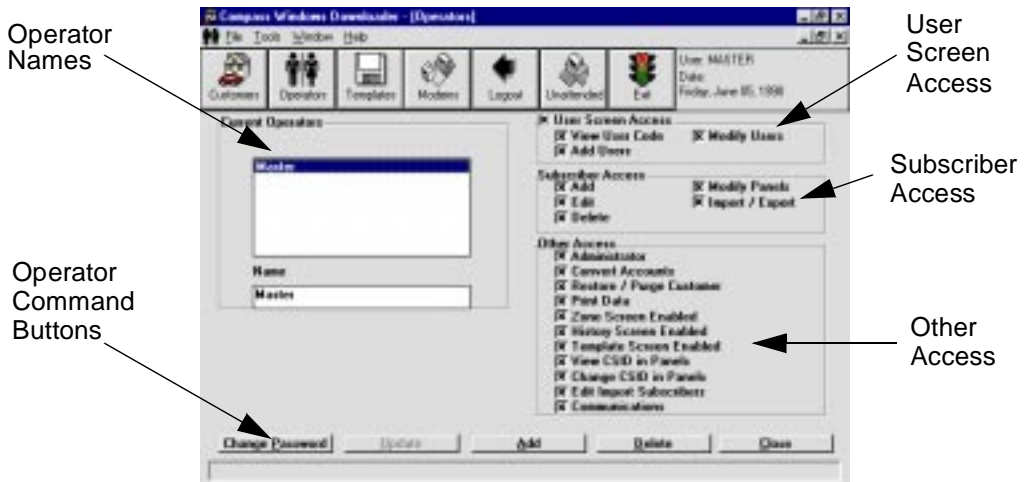 Operator
Names
User
Screen
Access
Subscriber
Access
Operator
Command
Buttons
Other
Access
Compass Windows Downloader - [Operators]
File Tools Window Help
Customers Operators Templates Modems Logout Unattended Exit
User: MASTER
Date:
Friday, June 05, 1998
Current Operators
Master
Name
Master
User Screen Access
View User Code Modify Users
Add Users
Subscriber Access
Add Modify Panels
Edit Import / Export
Delete
Other Access
Administrator
Convert Accounts
Restore / Purge Customer
Print Data
Zone Screen Enabled
History Screen Enabled
Template Screen Enabled
View CSID in Panels
Change CSID in Panels
Edit Import Subscribers
Communications
Change Password Update Add Delete Close